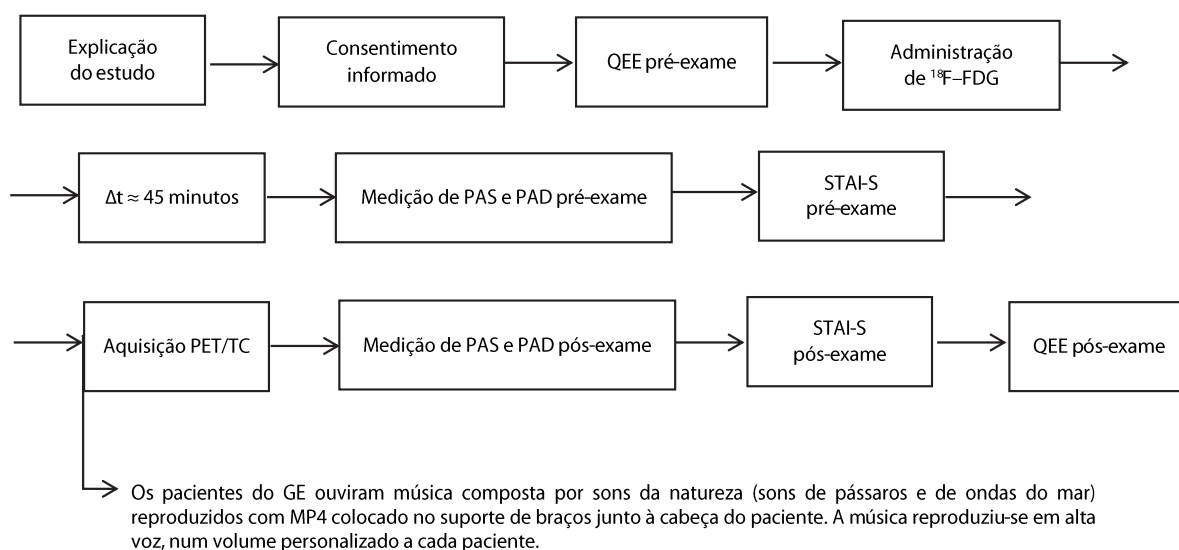 Explicação
do estudo
Consentimento
informado
QEE pré-exame
Administração
de ¹⁸F–FDG
Δt ≈ 45 minutos
Medição de PAS e PAD pré-exame
STAI-S
pré-exame
Aquisição PET/TC
Medição de PAS e PAD pós-exame
STAI-S
pós-exame
QEE pós-exame
Os pacientes do GE ouviram música composta por sons da natureza (sons de pássaros e de ondas do mar)
reproduzidos com MP4 colocado no suporte de braços junto à cabeça do paciente. A música reproduziu-se em alta
voz, num volume personalizado a cada paciente.